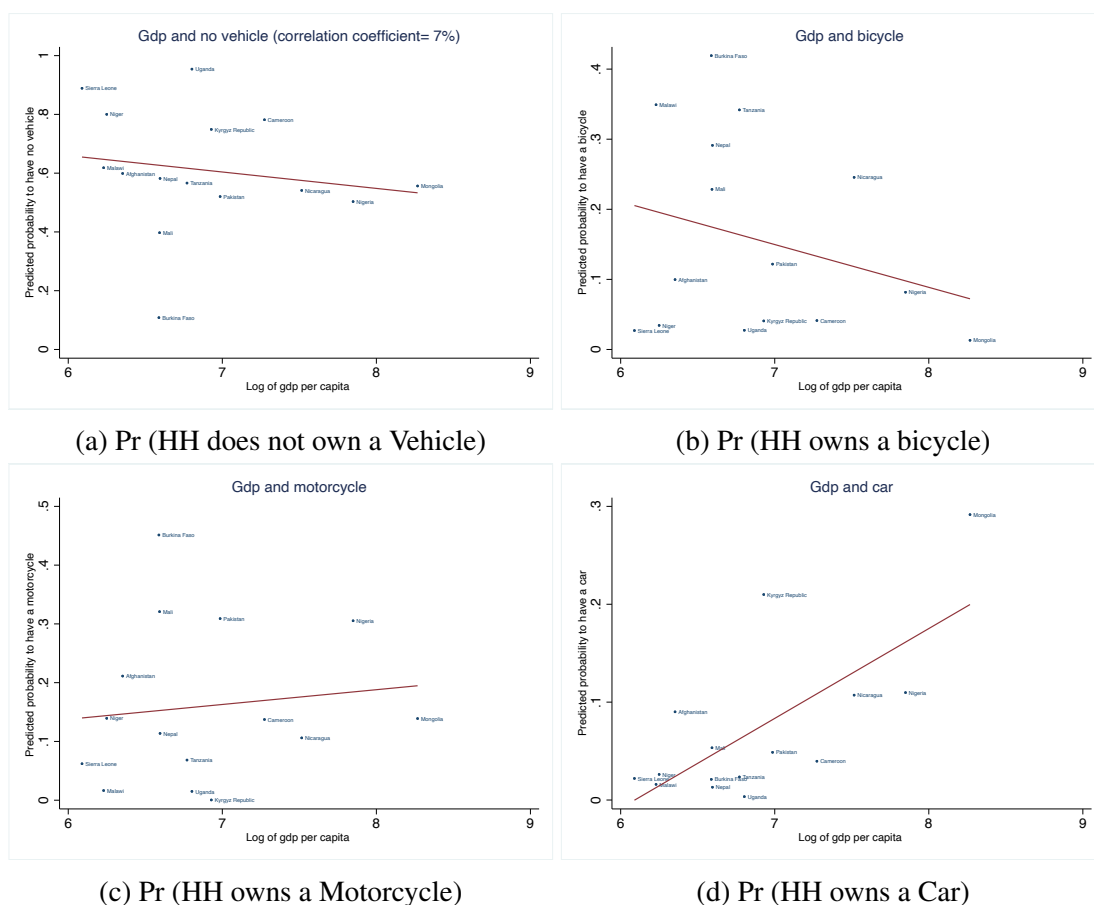 Gdp and no vehicle (correlation coefficient= 7%)
Predicted probability to have no vehicle
1
.8
.6
.4
.2
0
Uganda
Sierra Leone
Niger
Cameroon
Kyrgyz Republic
Malawi
Afghanistan
Nepal
Tanzania
Mongolia
Nicaragua
Pakistan
Nigeria
Mali
Burkina Faso
6 7 8 9
Log of gdp per capita
(a) Pr (HH does not own a Vehicle)
Gdp and bicycle
Predicted probability to have a bicycle
.4
.3
.2
.1
0
Burkina Faso
Malawi
Tanzania
Nepal
Nicaragua
Mali
Pakistan
Afghanistan
Nigeria
Kyrgyz Republic
Cameroon
Niger
Sierra Leone
Uganda
Mongolia
6 7 8 9
Log of gdp per capita
(b) Pr (HH owns a bicycle)
Gdp and motorcycle
Predicted probability to have a motorcycle
.5
.4
.3
.2
.1
0
Burkina Faso
Mali
Pakistan
Nigeria
Afghanistan
Niger
Cameroon
Mongolia
Nepal
Nicaragua
Tanzania
Sierra Leone
Malawi
Uganda
Kyrgyz Republic
6 7 8 9
Log of gdp per capita
(c) Pr (HH owns a Motorcycle)
Gdp and car
Predicted probability to have a car
.3
.2
.1
0
Mongolia
Kyrgyz Republic
Nicaragua
Nigeria
Afghanistan
Mali
Pakistan
Cameroon
Niger
Sierra Leone
Burkina Faso
Tanzania
Malawi
Nepal
Uganda
6 7 8 9
Log of gdp per capita
(d) Pr (HH owns a Car)